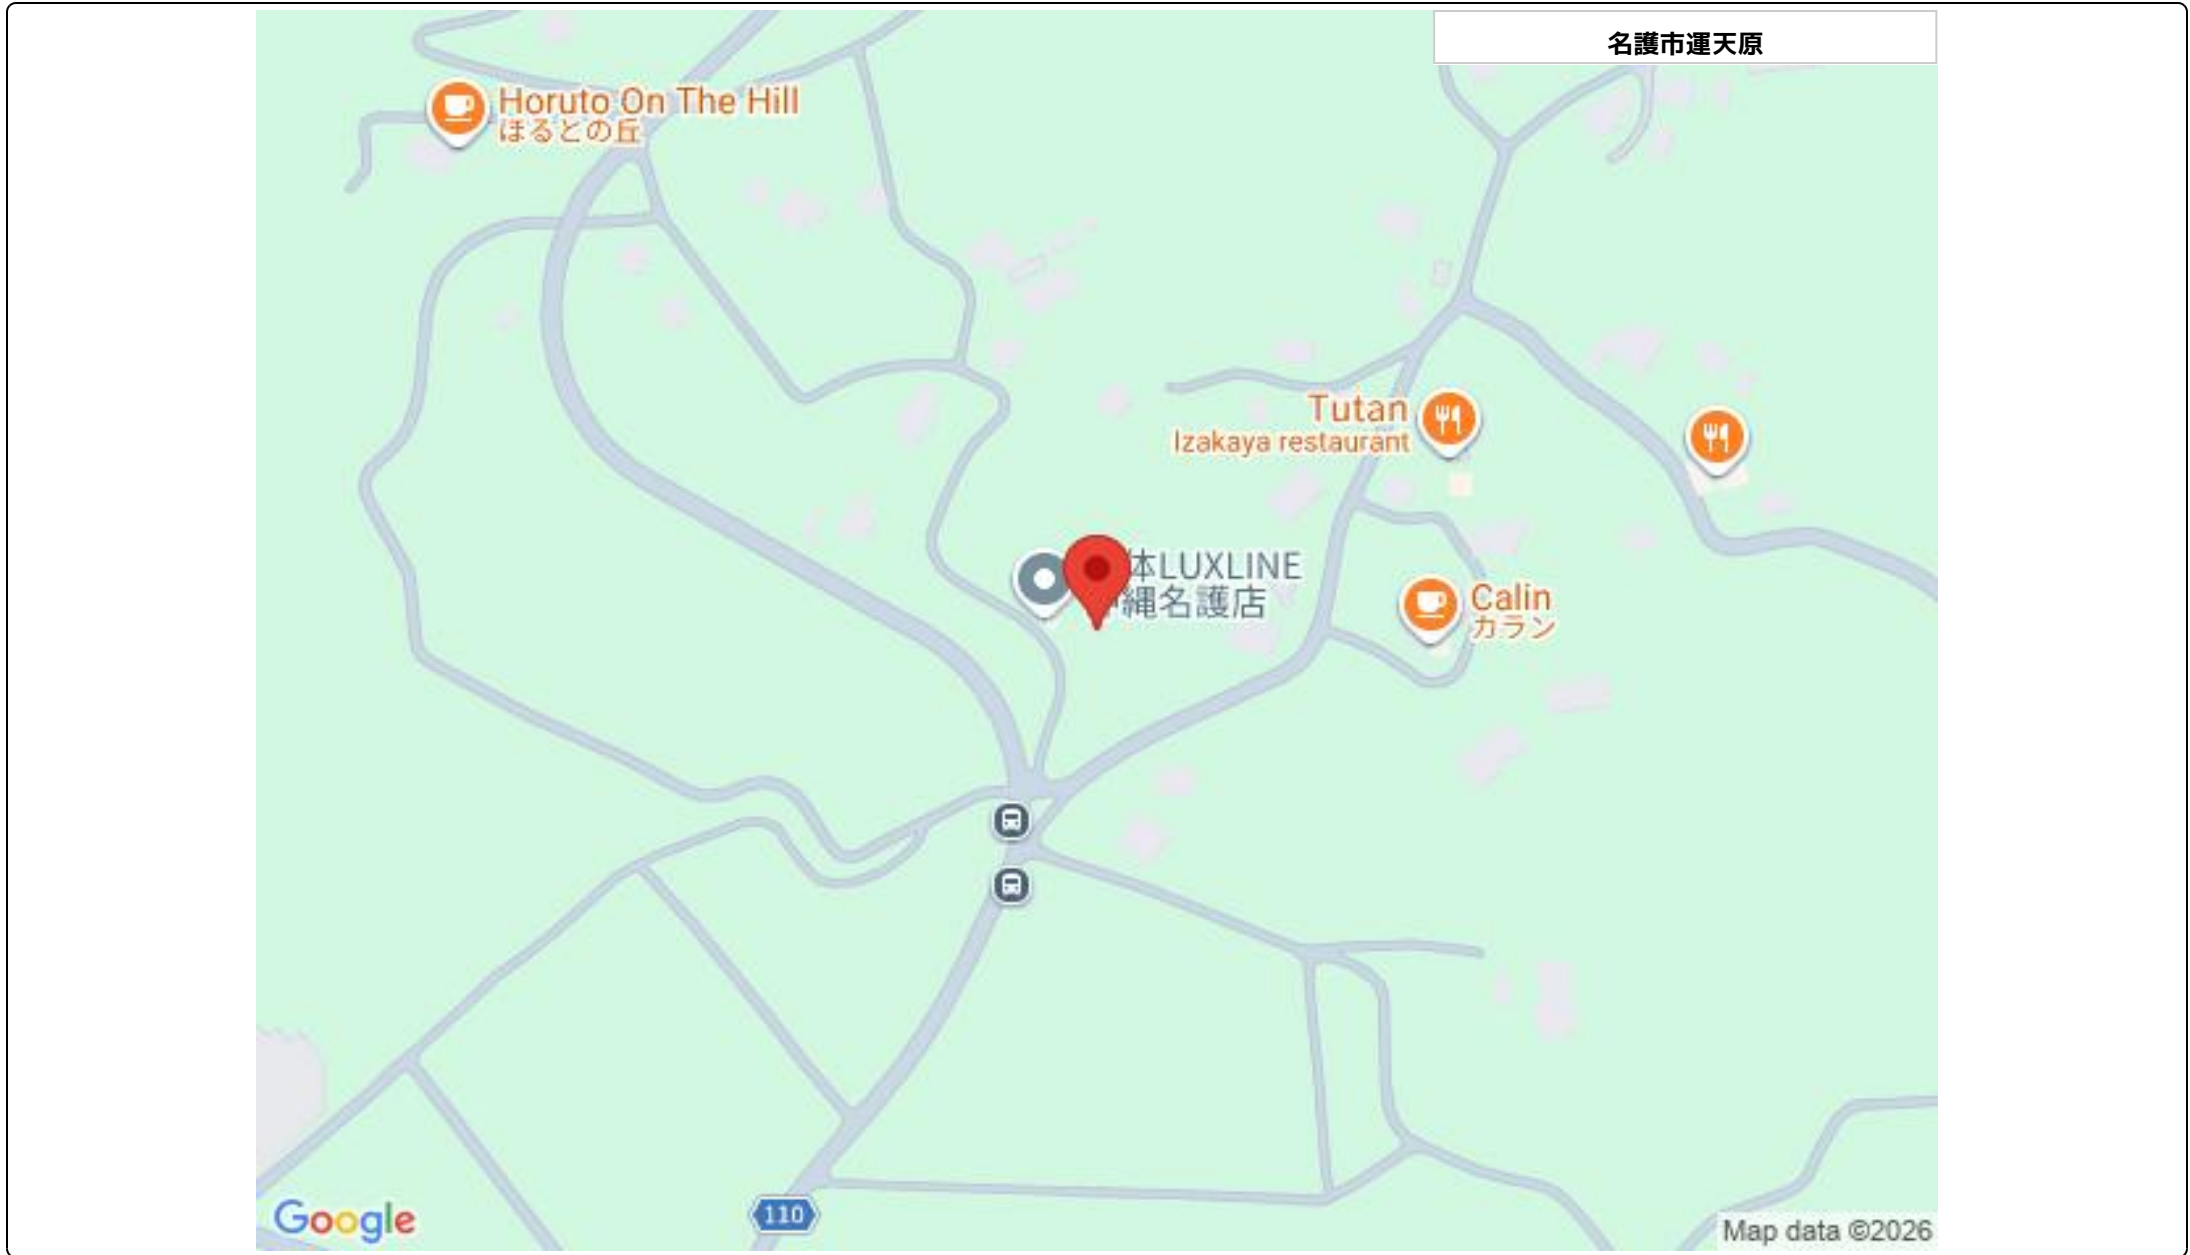 名護市運天原
Horuto On The Hill
ほるとの丘
Tutan
Izakaya restaurant
体LUXLINE
縄名護店
Calin
カラン
110
Google
Map data ©2026